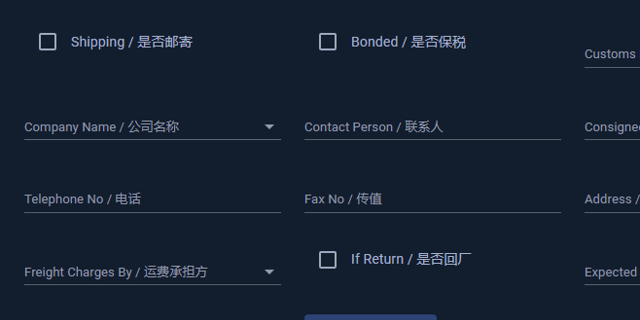 Shipping / 是否邮寄
Bonded / 是否保税
Customs
Company Name / 公司名称
Contact Person / 联系人
Telephone No / 电话
Fax No / 传值
Address /
Freight Charges By / 运费承担方
If Return / 是否回厂
Expected